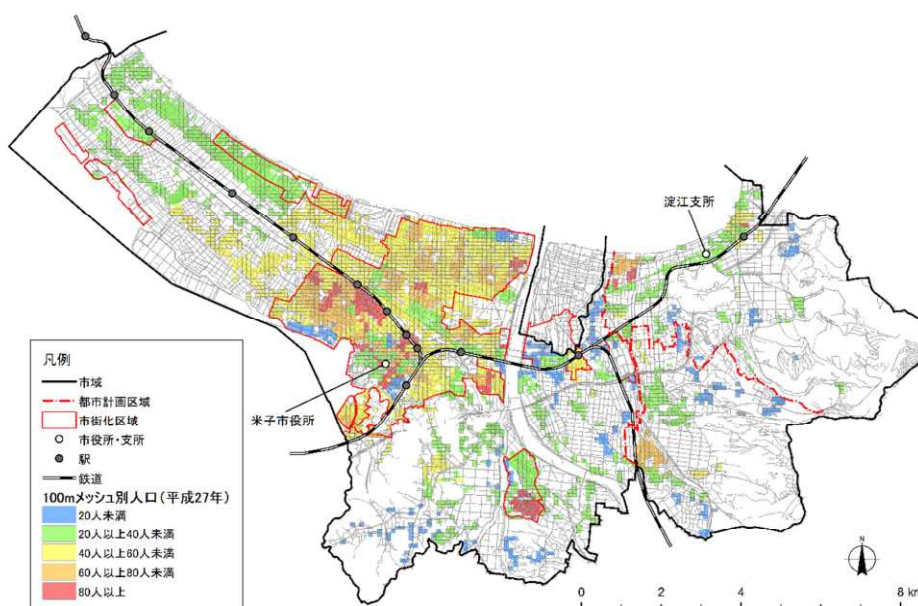 淀江支所
米子市役所
凡例
市域
都市計画区域
市街化区域
市役所・支所
駅
鉄道
100mメッシュ別人口(平成27年)
20人未満
20人以上40人未満
40人以上60人未満
60人以上80人未満
80人以上
N
0 2 4 8 km